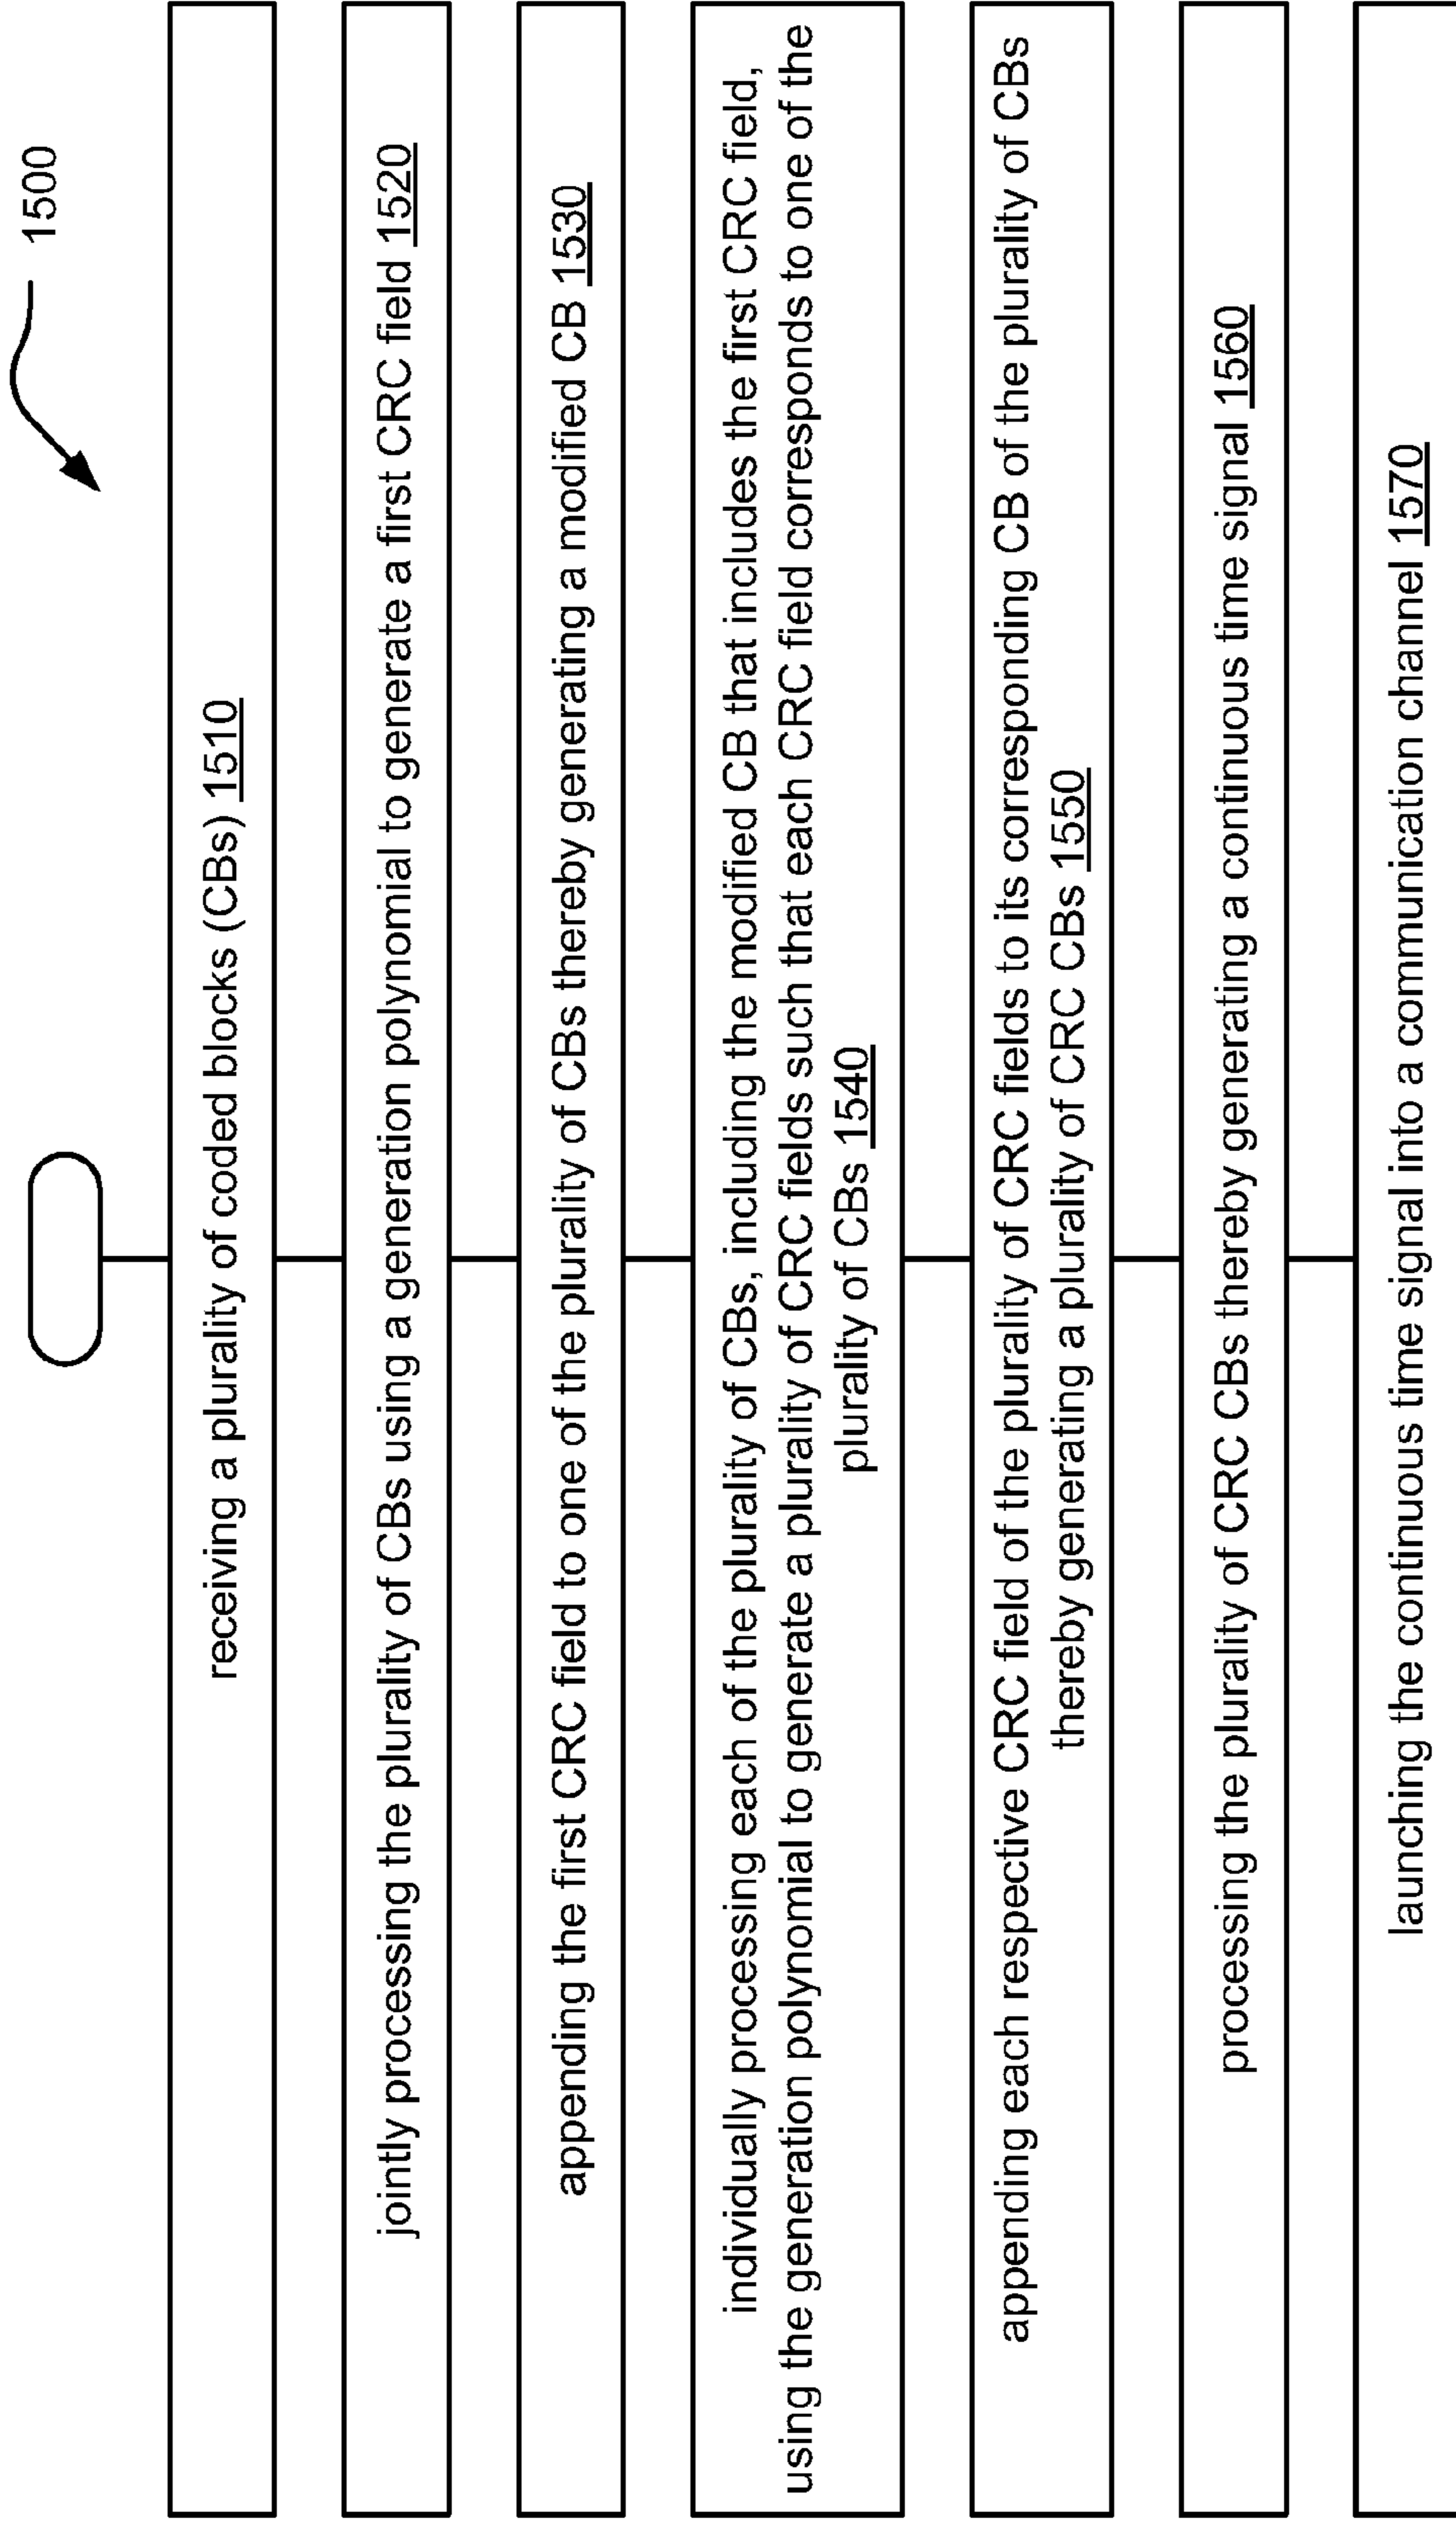 1500
receiving a plurality of coded blocks (CBs) 1510
jointly processing the plurality of CBs using a generation polynomial to generate a first CRC field 1520
appending the first CRC field to one of the plurality of CBs thereby generating a modified CB 1530
individually processing each of the plurality of CBs, including the modified CB that includes the first CRC field,
using the generation polynomial to generate a plurality of CRC fields such that each CRC field corresponds to one of the
plurality of CBs 1540
appending each respective CRC field of the plurality of CRC fields to its corresponding CB of the plurality of CBs
thereby generating a plurality of CRC CBs 1550
processing the plurality of CRC CBs thereby generating a continuous time signal 1560
launching the continuous time signal into a communication channel 1570